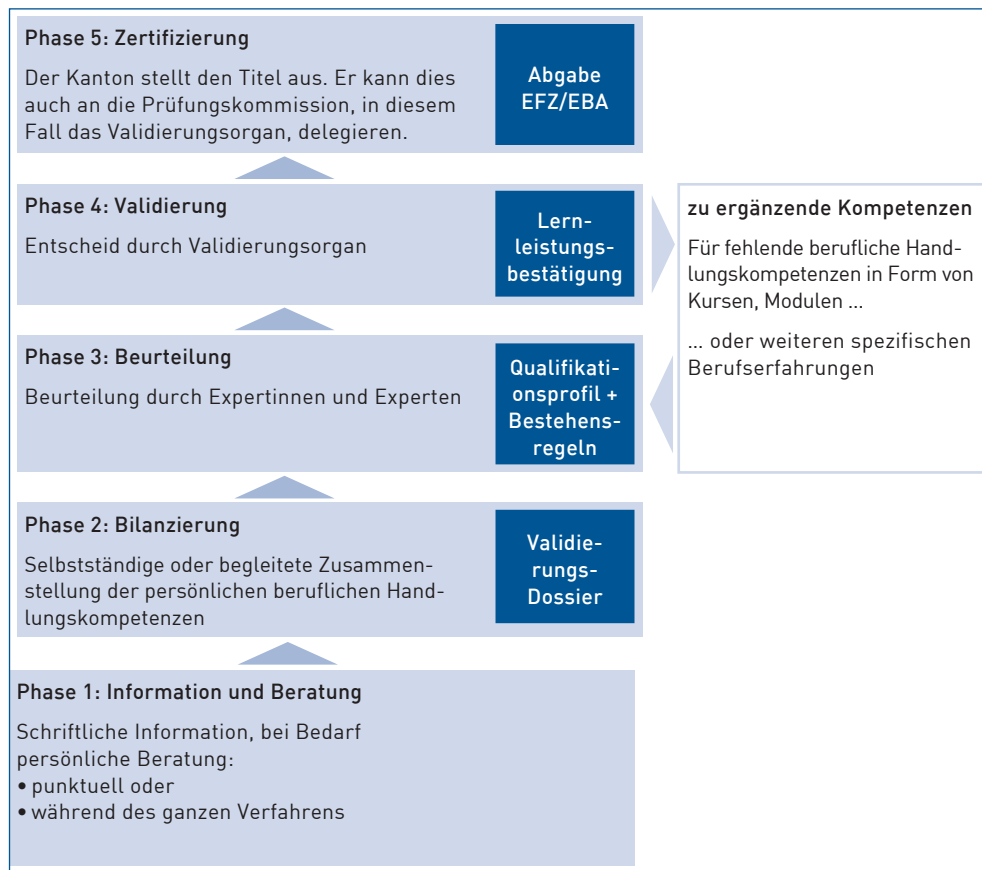 Phase 5: Zertifizierung
Der Kanton stellt den Titel aus. Er kann dies
auch an die Prüfungskommission, in diesem
Fall das Validierungsorgan, delegieren.
Abgabe
EFZ/EBA
Phase 4: Validierung
Entscheid durch Validierungsorgan
Lern-
leistungs-
bestätigung
zu ergänzende Kompetenzen
Für fehlende berufliche Hand-
lungskompetenzen in Form von
Kursen, Modulen ...
... oder weiteren spezifischen
Berufserfahrungen
Phase 3: Beurteilung
Beurteilung durch Expertinnen und Experten
Qualifikati-
onsprofil +
Bestehens-
regeln
Phase 2: Bilanzierung
Selbstständige oder begleitete Zusammen-
stellung der persönlichen beruflichen Hand-
lungskompetenzen
Validie-
rungs-
Dossier
Phase 1: Information und Beratung
Schriftliche Information, bei Bedarf
persönliche Beratung:
• punktuell oder
• während des ganzen Verfahrens